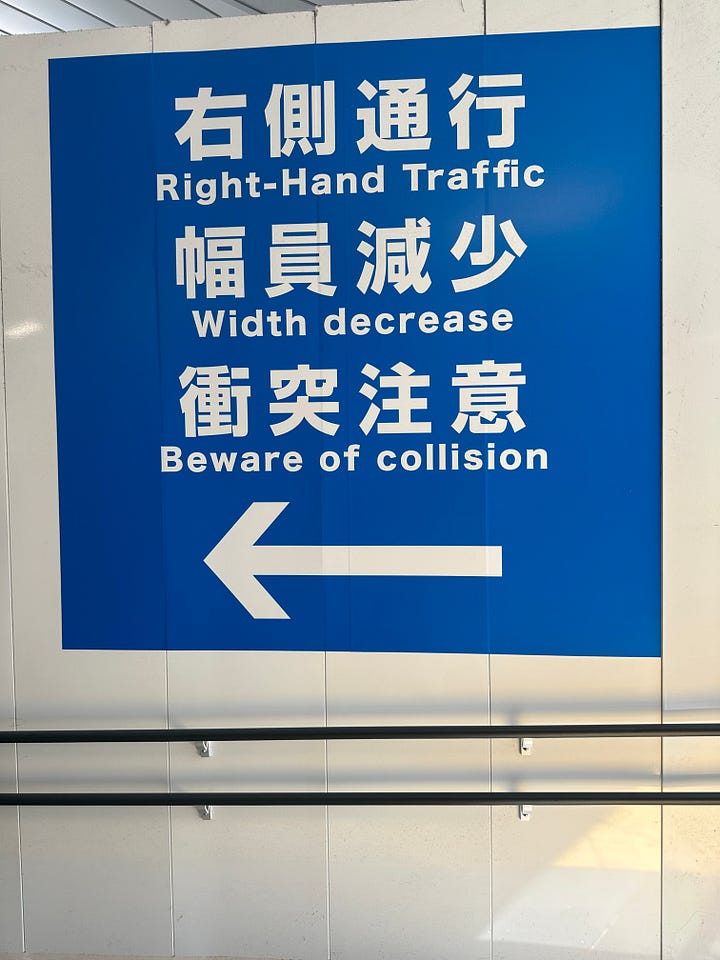 右側通行
Right-Hand Traffic
幅員減少
Width decrease
衝突注意
Beware of collision